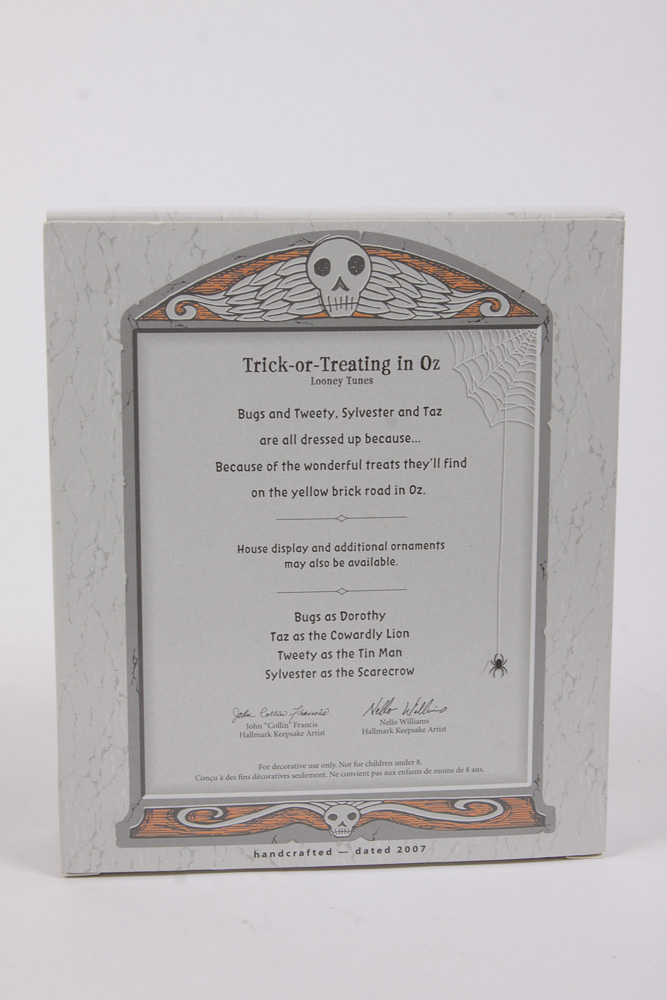 Trick-or-Treating in Oz
Looney Tunes
Bugs and Tweety, Sylvester and Taz
are all dressed up because...
Because of the wonderful treats they'll find
on the yellow brick road in Oz.
House display and additional ornaments
may also be available.
Bugs as Dorothy
Taz as the Cowardly Lion
Tweety as the Tin Man
Sylvester as the Scarecrow
John Collin Francis
John "Collin" Francis
Hallmark Keepsake Artist
Nello Williams
Nello Williams
Hallmark Keepsake Artist
For decorative use only. Not for children under 8.
Conçu à des fins décoratives seulement. Ne convient pas aux enfants de moins de 8 ans.
handcrafted — dated 2007